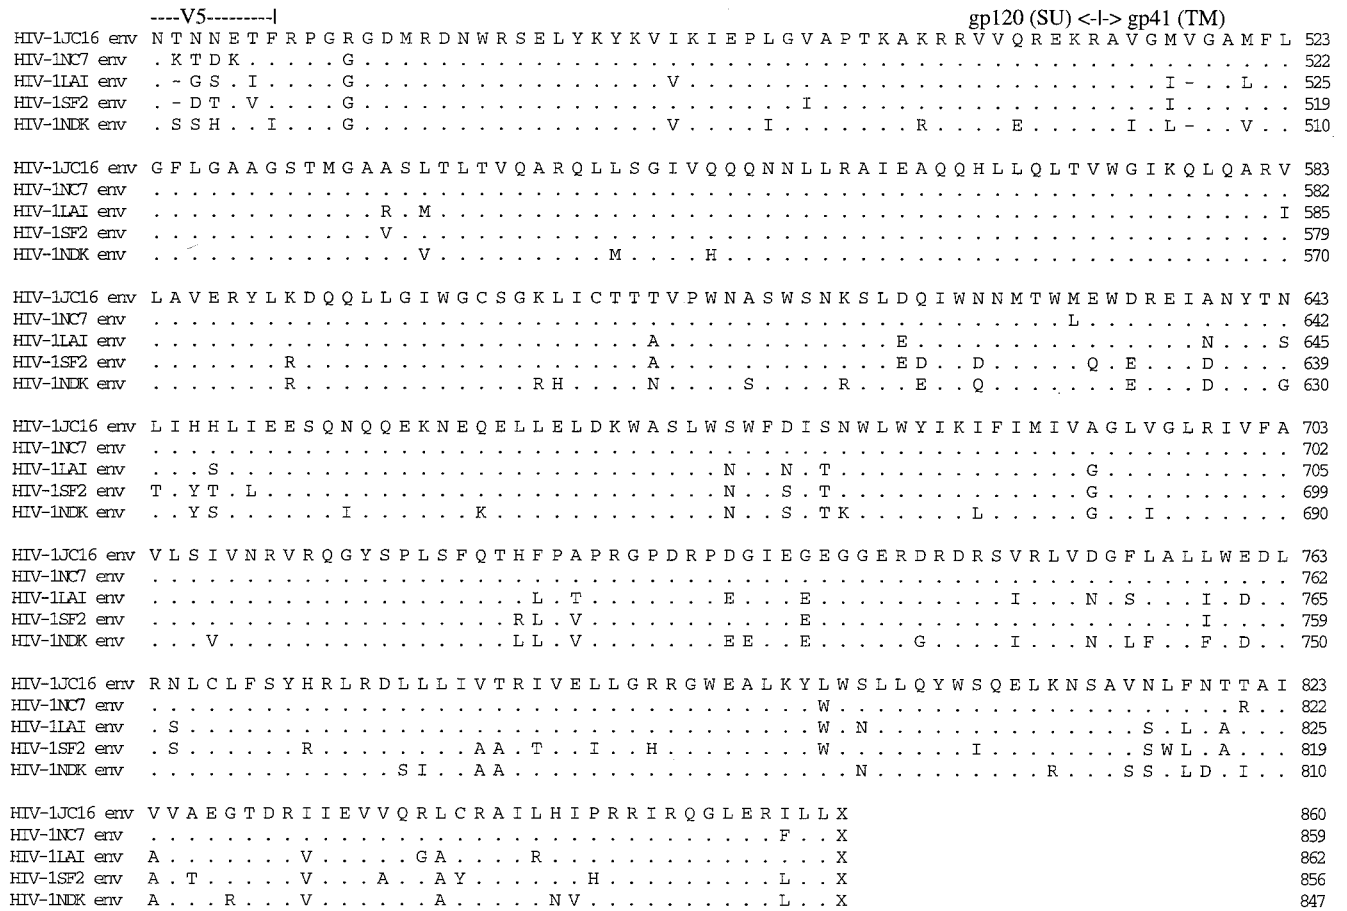 ----V5---------| gp120 (SU) <-|-> gp41 (TM)
HIV-1JC16 env N T N N E T F R P G R G D M R D N W R S E L Y K Y K V I K I E P L G V A P T K A K R R V V Q R E K R A V G M V G A M F L 523
HIV-1NC7 env . K T D K . . . . . G . . . . . . . . . . . . . . . . . . . . . . . . . . . . . . . . . . . . . . . . . . . . . . . . . 522
HIV-1LAI env . - G S . I . . . . G . . . . . . . . . . . . . . . . V . . . . . . . . . . . . . . . . . . . . . . . . . I - . . L . . 525
HIV-1SF2 env . - D T . V . . . . G . . . . . . . . . . . . . . . . . . . . . . . I . . . . . . . . . . . . . . . . . . I . . . . . . 519
HIV-1NDK env . S S H . . I . . . G . . . . . . . . . . . . . . . . V . . . . I . . . . . . . R . . . . E . . . . . I . L - . . V . . 510
HIV-1JC16 env G F L G A A G S T M G A A S L T L T V Q A R Q L L S G I V Q Q Q N N L L R A I E A Q Q H L L Q L T V W G I K Q L Q A R V 583
HIV-1NC7 env . . . . . . . . . . . . . . . . . . . . . . . . . . . . . . . . . . . . . . . . . . . . . . . . . . . . . . . . . . . . 582
HIV-1LAI env . . . . . . . . . . . . R . M . . . . . . . . . . . . . . . . . . . . . . . . . . . . . . . . . . . . . . . . . . . . I 585
HIV-1SF2 env . . . . . . . . . . . . V . . . . . . . . . . . . . . . . . . . . . . . . . . . . . . . . . . . . . . . . . . . . . . . 579
HIV-1NDK env . . . . . . . . . . . . . . V . . . . . . . . . M . . . . H . . . . . . . . . . . . . . . . . . . . . . . . . . . . . . 570
HIV-1JC16 env L A V E R Y L K D Q Q L L G I W G C S G K L I C T T T V P W N A S W S N K S L D Q I W N N M T W M E W D R E I A N Y T N 643
HIV-1NC7 env . . . . . . . . . . . . . . . . . . . . . . . . . . . . . . . . . . . . . . . . . . . . . . . . L . . . . . . . . . . . 642
HIV-1LAI env . . . . . . . . . . . . . . . . . . . . . . . . . . A . . . . . . . . . . . . E . . . . . . . . . . . . . . . N . . . S 645
HIV-1SF2 env . . . . . . . R . . . . . . . . . . . . . . . . . . A . . . . . . . . . . . . E D . . D . . . . . Q . E . . . D . . . . 639
HIV-1NDK env . . . . . . . R . . . . . . . . . . . . R H . . . . N . . . . S . . . . R . . . E . . Q . . . . . . . E . . . D . . . G 630
HIV-1JC16 env L I H H L I E E S Q N Q Q E K N E Q E L L E L D K W A S L W S W F D I S N W L W Y I K I F I M I V A G L V G L R I V F A 703
HIV-1NC7 env . . . . . . . . . . . . . . . . . . . . . . . . . . . . . . . . . . . . . . . . . . . . . . . . . . . . . . . . . . . . 702
HIV-1LAI env . . . S . . . . . . . . . . . . . . . . . . . . . . . . . . N . . N . T . . . . . . . . . . . . . G . . . . . . . . . . 705
HIV-1SF2 env T . Y T . L . . . . . . . . . . . . . . . . . . . . . . . . N . . S . T . . . . . . . . . . . . . G . . . . . . . . . . 699
HIV-1NDK env . . Y S . . . . . . I . . . . . . K . . . . . . . . . . . . N . . S . T K . . . . . . L . . . . . G . . I . . . . . . . 690
HIV-1JC16 env V L S I V N R V R Q G Y S P L S F Q T H F P A P R G P D R P D G I E G E G G E R D R D R S V R L V D G F L A L L W E D L 763
HIV-1NC7 env . . . . . . . . . . . . . . . . . . . . . . . . . . . . . . . . . . . . . . . . . . . . . . . . . . . . . . . . . . . . 762
HIV-1LAI env . . . . . . . . . . . . . . . . . . . . L . T . . . . . . . E . . . E . . . . . . . . . . I . . . N . S . . . I . D . . 765
HIV-1SF2 env . . . . . . . . . . . . . . . . . . . R L . V . . . . . . . . . . . E . . . . . . . . . . . . . . . . . . . . I . . . . 759
HIV-1NDK env . . . V . . . . . . . . . . . . . . . L L . V . . . . . . . E E . . E . . . . . G . . . . I . . . N . L F . . F . D . . 750
HIV-1JC16 env R N L C L F S Y H R L R D L L L I V T R I V E L L G R R G W E A L K Y L W S L L Q Y W S Q E L K N S A V N L F N T T A I 823
HIV-1NC7 env . . . . . . . . . . . . . . . . . . . . . . . . . . . . . . . . . . . W . . . . . . . . . . . . . . . . . . . . . R . . 822
HIV-1LAI env . S . . . . . . . . . . . . . . . . . . . . . . . . . . . . . . . . . W . N . . . . . . . . . . . . . . S . L . A . . . 825
HIV-1SF2 env . S . . . . . . R . . . . . . . . A A . T . . I . . H . . . . . . . . W . . . . . . . I . . . . . . . . S W L . A . . . 819
HIV-1NDK env . . . . . . . . . . . . . S I . . A A . . . . . . . . . . . . . . . . . . N . . . . . . . . . R . . . S S . L D . I . . 810
HIV-1JC16 env V V A E G T D R I I E V V Q R L C R A I L H I P R R I R Q G L E R I L L X 860
HIV-1NC7 env . . . . . . . . . . . . . . . . . . . . . . . . . . . . . . . . . F . . X 859
HIV-1LAI env A . . . . . . . V . . . . . G A . . . . R . . . . . . . . . . . . . . . X 862
HIV-1SF2 env A . T . . . . . V . . . A . . A Y . . . . . . H . . . . . . . . . L . . X 856
HIV-1NDK env A . . . R . . . V . . . . . . A . . . . . N V . . . . . . . . . . L . . X 847